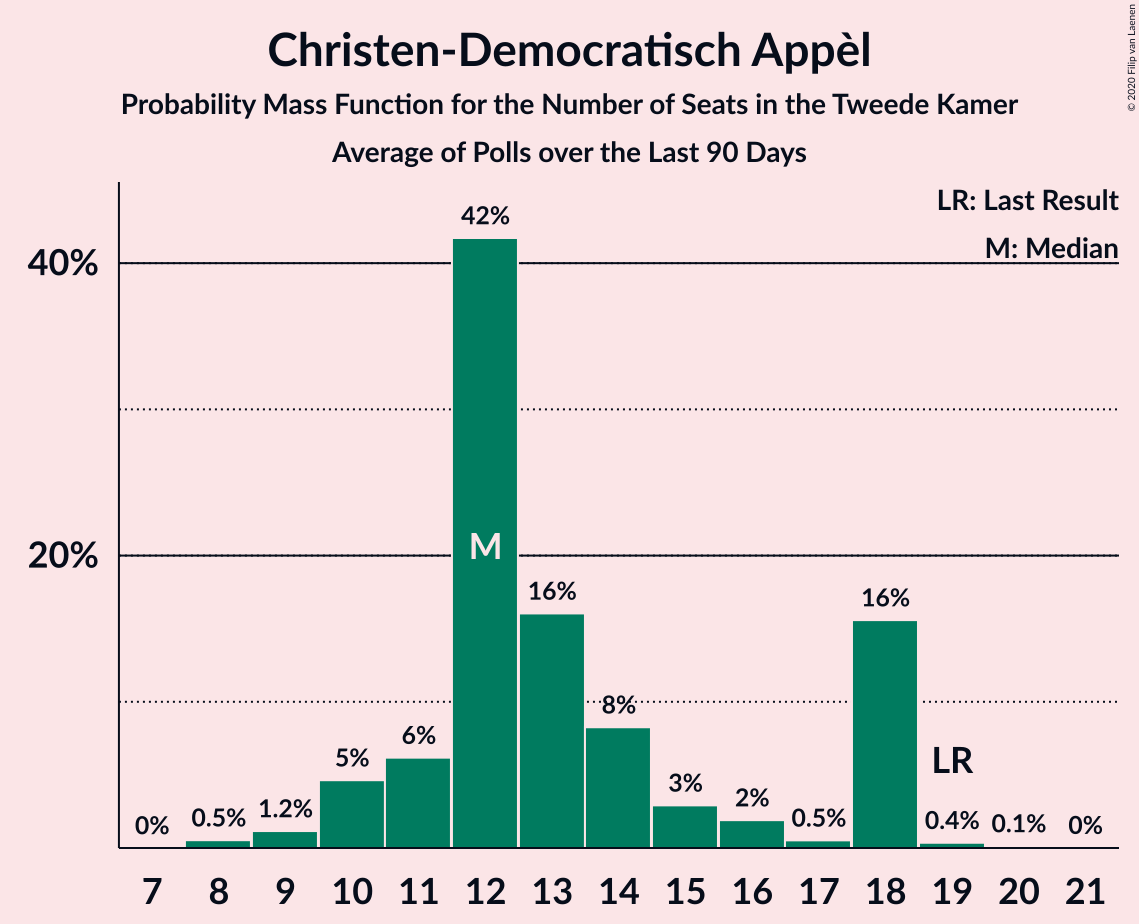 Christen-Democratisch Appèl
Probability Mass Function for the Number of Seats in the Tweede Kamer
Average of Polls over the Last 90 Days
© 2020 Filip van Laenen
LR: Last Result
M: Median
40%
20%
0%
0.5%
1.2%
5%
6%
42%
M
16%
8%
3%
2%
0.5%
16%
LR
0.4%
0.1%
0%
7 8 9 10 11 12 13 14 15 16 17 18 19 20 21